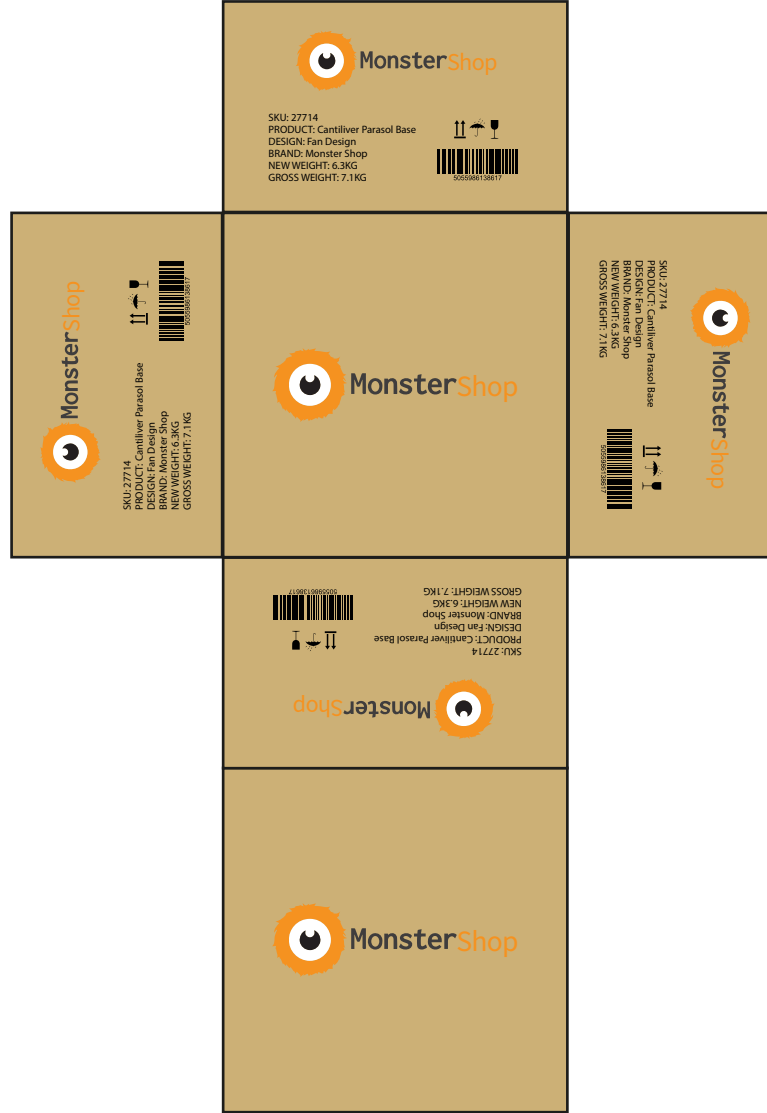 MonsterShop
SKU: 27714
PRODUCT: Cantiliver Parasol Base
DESIGN: Fan Design
BRAND: Monster Shop
NEW WEIGHT: 6.3KG
GROSS WEIGHT: 7.1KG
5055986138617
MonsterShop
SKU: 27714
PRODUCT: Cantiliver Parasol Base
DESIGN: Fan Design
BRAND: Monster Shop
NEW WEIGHT: 6.3KG
GROSS WEIGHT: 7.1KG
5055986138617
MonsterShop
MonsterShop
SKU: 27714
PRODUCT: Cantiliver Parasol Base
DESIGN: Fan Design
BRAND: Monster Shop
NEW WEIGHT: 6.3KG
GROSS WEIGHT: 7.1KG
5055986138617
MonsterShop
SKU: 27714
PRODUCT: Cantiliver Parasol Base
DESIGN: Fan Design
BRAND: Monster Shop
NEW WEIGHT: 6.3KG
GROSS WEIGHT: 7.1KG
5055986138617
MonsterShop